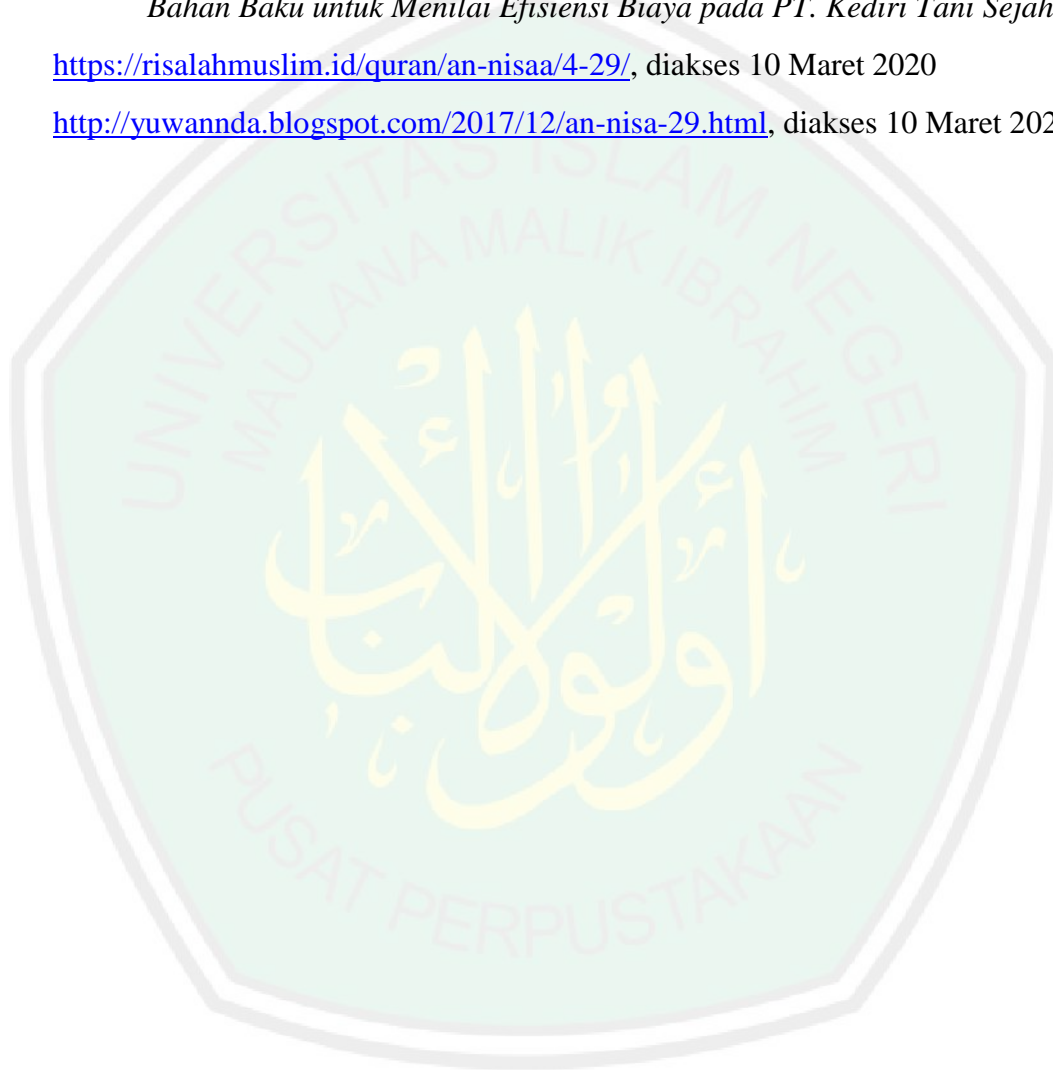 Bahan Baku untuk Menilai Efisiensi Biaya pada PT. Kediri Tani Sejah
https://risalahmuslim.id/quran/an-nisaa/4-29/, diakses 10 Maret 2020
http://yuwannda.blogspot.com/2017/12/an-nisa-29.html, diakses 10 Maret 202
UNIVERSITAS ISLAM NEGERI
MAULANA MALIK IBRAHIM
أولوا الألباب
PUSAT PERPUSTAKAAN